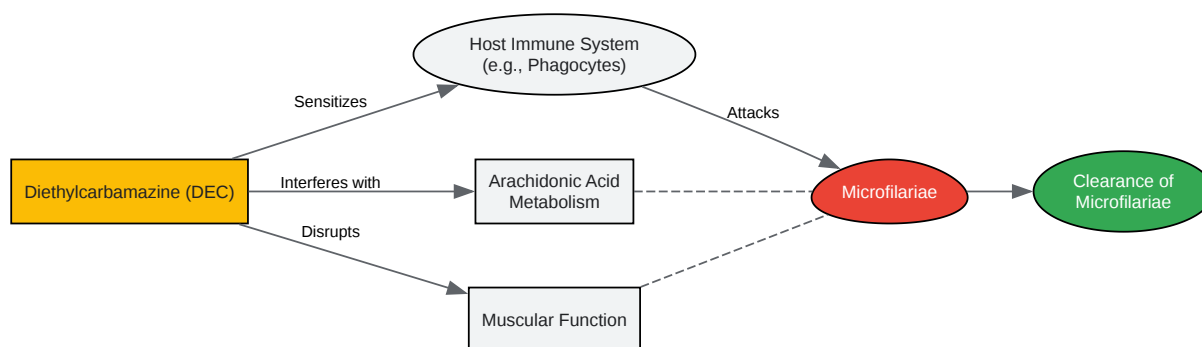 Host Immune System
(e.g., Phagocytes)
Sensitizes
Attacks
Diethylcarbamazine (DEC)
Interferes with
Arachidonic Acid
Metabolism
Microfilariae
Clearance of
Microfilariae
Disrupts
Muscular Function